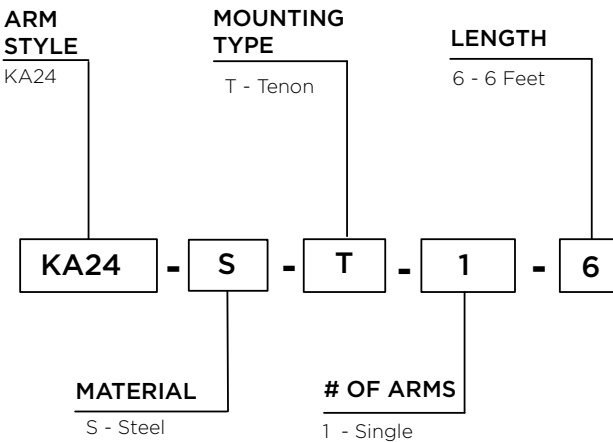 ARM
STYLE
KA24
MOUNTING
TYPE
T - Tenon
LENGTH
6 - 6 Feet
KA24 - S - T - 1 - 6
MATERIAL
S - Steel
# OF ARMS
1 - Single